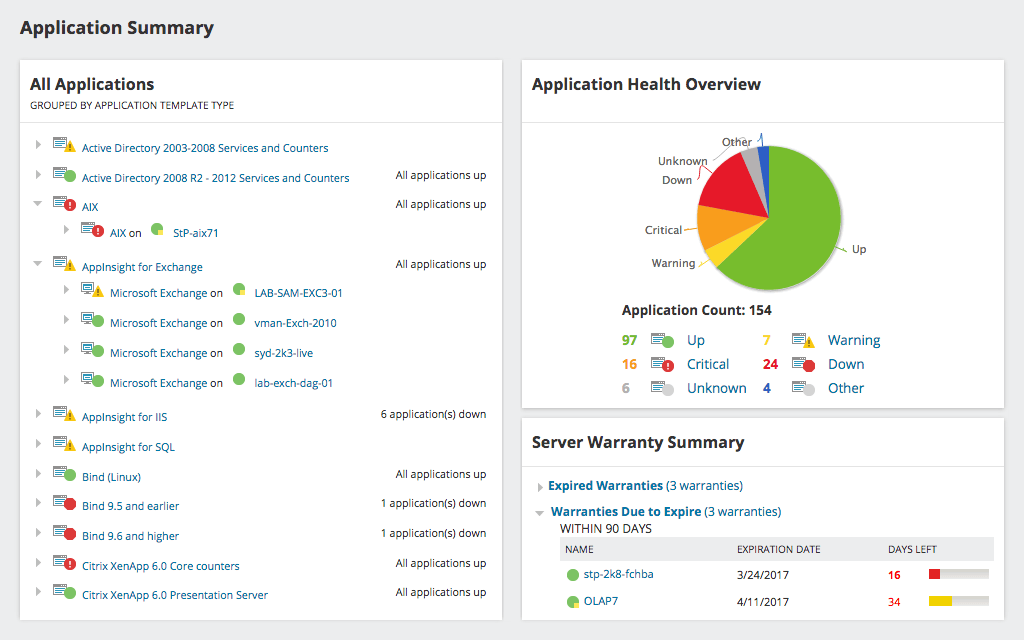 Application Summary
All Applications
GROUPED BY APPLICATION TEMPLATE TYPE
Active Directory 2003-2008 Services and Counters
Active Directory 2008 R2 - 2012 Services and Counters All applications up
AIX All applications up
AIX on StP-aix71
AppInsight for Exchange All applications up
Microsoft Exchange on LAB-SAM-EXC3-01
Microsoft Exchange on vman-Exch-2010
Microsoft Exchange on syd-2k3-live
Microsoft Exchange on lab-exch-dag-01
AppInsight for IIS 6 application(s) down
AppInsight for SQL
Bind (Linux) All applications up
Bind 9.5 and earlier 1 application(s) down
Bind 9.6 and higher 1 application(s) down
Citrix XenApp 6.0 Core counters All applications up
Citrix XenApp 6.0 Presentation Server All applications up
Application Health Overview
Other
Unknown
Down
Critical
Warning
Up
Application Count: 154
97 Up 7 Warning
16 Critical 24 Down
6 Unknown 4 Other
Server Warranty Summary
Expired Warranties (3 warranties)
Warranties Due to Expire (3 warranties)
WITHIN 90 DAYS
NAME EXPIRATION DATE DAYS LEFT
stp-2k8-fchba 3/24/2017 16
OLAP7 4/11/2017 34